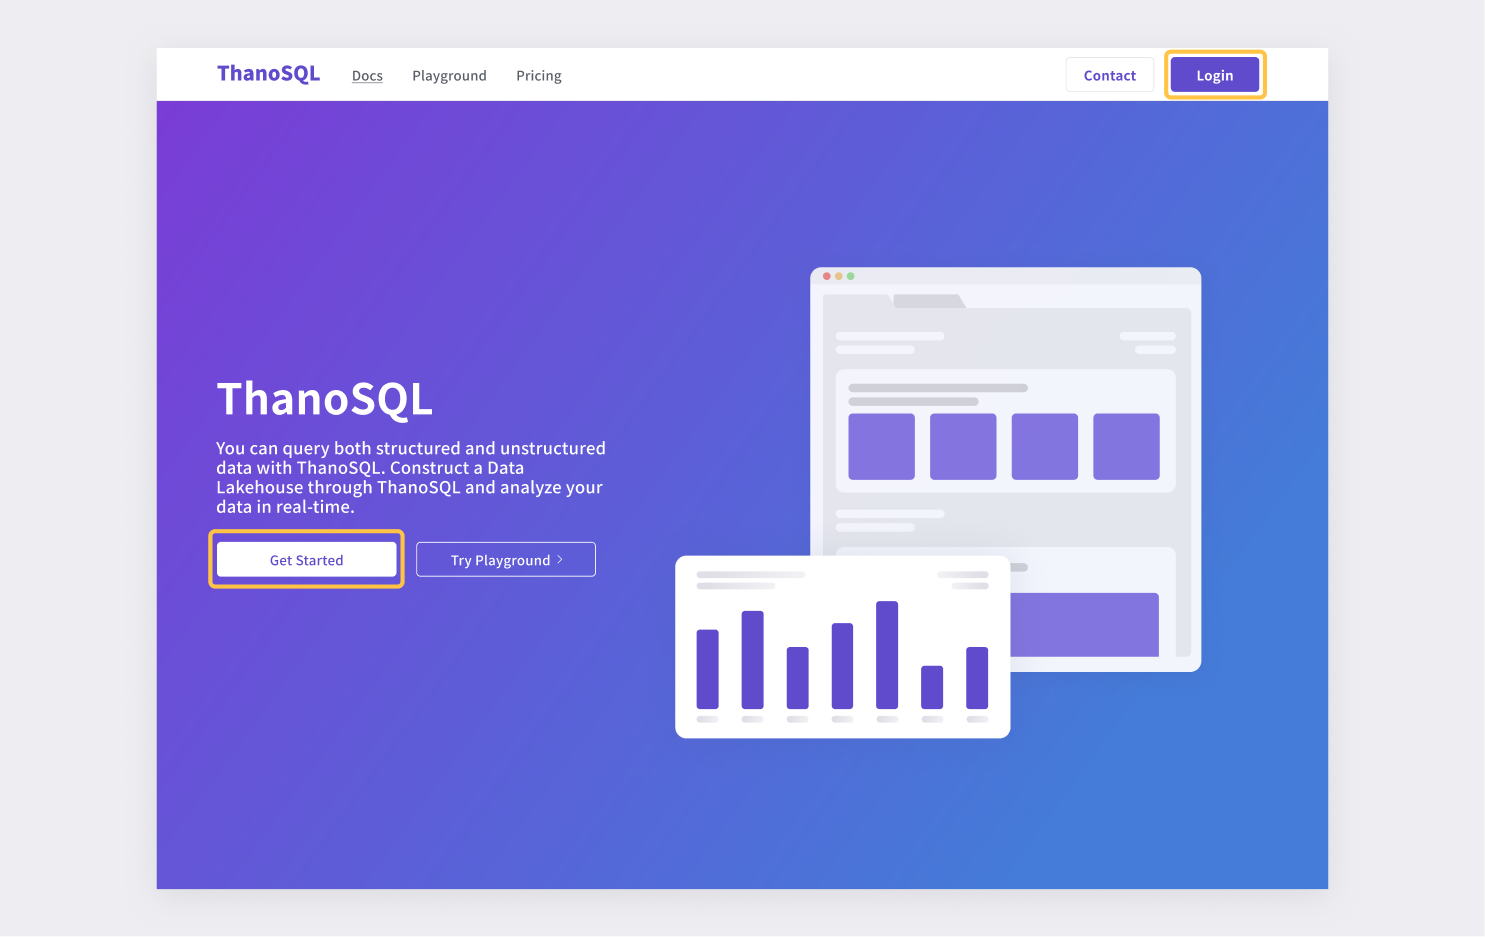 ThanoSQL
Docs
Playground
Pricing
Contact
Login
ThanoSQL
You can query both structured and unstructured
data with ThanoSQL. Construct a Data
Lakehouse through ThanoSQL and analyze your
data in real-time.
Get Started
Try Playground >